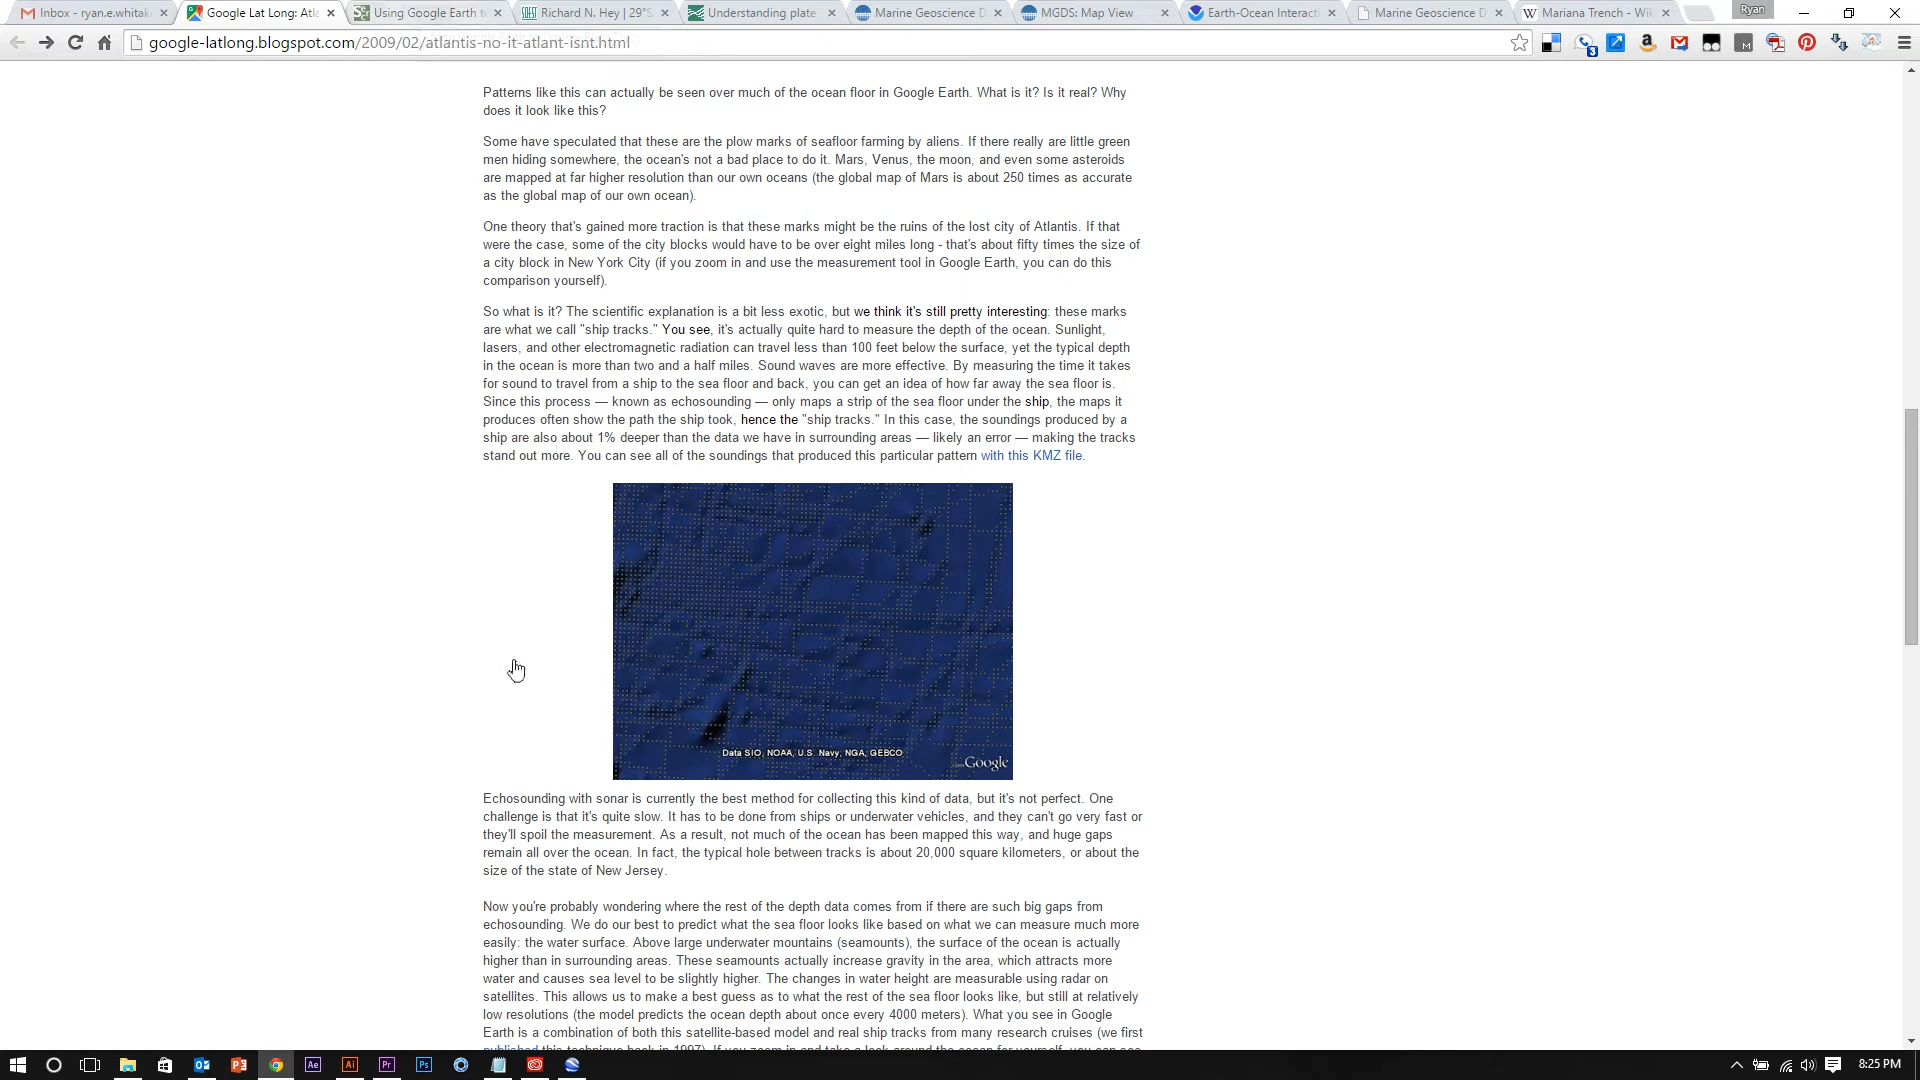 Inbox - ryan.e.whitak
Google Lat Long: Atla
Using Google Earth t
Richard N. Hey | 29°S
Understanding plate
Marine Geoscience D
MGDS: Map View
Earth-Ocean Interacti
Marine Geoscience D
Mariana Trench - Wik
Ryan
google-latlong.blogspot.com/2009/02/atlantis-no-it-atlant-isnt.html
Patterns like this can actually be seen over much of the ocean floor in Google Earth. What is it? Is it real? Why
does it look like this?
Some have speculated that these are the plow marks of seafloor farming by aliens. If there really are little green
men hiding somewhere, the ocean's not a bad place to do it. Mars, Venus, the moon, and even some asteroids
are mapped at far higher resolution than our own oceans (the global map of Mars is about 250 times as accurate
as the global map of our own ocean).
One theory that's gained more traction is that these marks might be the ruins of the lost city of Atlantis. If that
were the case, some of the city blocks would have to be over eight miles long - that's about fifty times the size of
a city block in New York City (if you zoom in and use the measurement tool in Google Earth, you can do this
comparison yourself).
So what is it? The scientific explanation is a bit less exotic, but we think it's still pretty interesting: these marks
are what we call "ship tracks." You see, it's actually quite hard to measure the depth of the ocean. Sunlight,
lasers, and other electromagnetic radiation can travel less than 100 feet below the surface, yet the typical depth
in the ocean is more than two and a half miles. Sound waves are more effective. By measuring the time it takes
for sound to travel from a ship to the sea floor and back, you can get an idea of how far away the sea floor is.
Since this process — known as echosounding — only maps a strip of the sea floor under the ship, the maps it
produces often show the path the ship took, hence the "ship tracks." In this case, the soundings produced by a
ship are also about 1% deeper than the data we have in surrounding areas — likely an error — making the tracks
stand out more. You can see all of the soundings that produced this particular pattern with this KMZ file.
Data SIO, NOAA, U.S. Navy, NGA, GEBCO
Google
Echosounding with sonar is currently the best method for collecting this kind of data, but it's not perfect. One
challenge is that it's quite slow. It has to be done from ships or underwater vehicles, and they can't go very fast or
they'll spoil the measurement. As a result, not much of the ocean has been mapped this way, and huge gaps
remain all over the ocean. In fact, the typical hole between tracks is about 20,000 square kilometers, or about the
size of the state of New Jersey.
Now you're probably wondering where the rest of the depth data comes from if there are such big gaps from
echosounding. We do our best to predict what the sea floor looks like based on what we can measure much more
easily: the water surface. Above large underwater mountains (seamounts), the surface of the ocean is actually
higher than in surrounding areas. These seamounts actually increase gravity in the area, which attracts more
water and causes sea level to be slightly higher. The changes in water height are measurable using radar on
satellites. This allows us to make a best guess as to what the rest of the sea floor looks like, but still at relatively
low resolutions (the model predicts the ocean depth about once every 4000 meters). What you see in Google
Earth is a combination of both this satellite-based model and real ship tracks from many research cruises (we first
published this technique back in 1997). If you zoom in and take a look around the ocean for yourself, you can see
8:25 PM